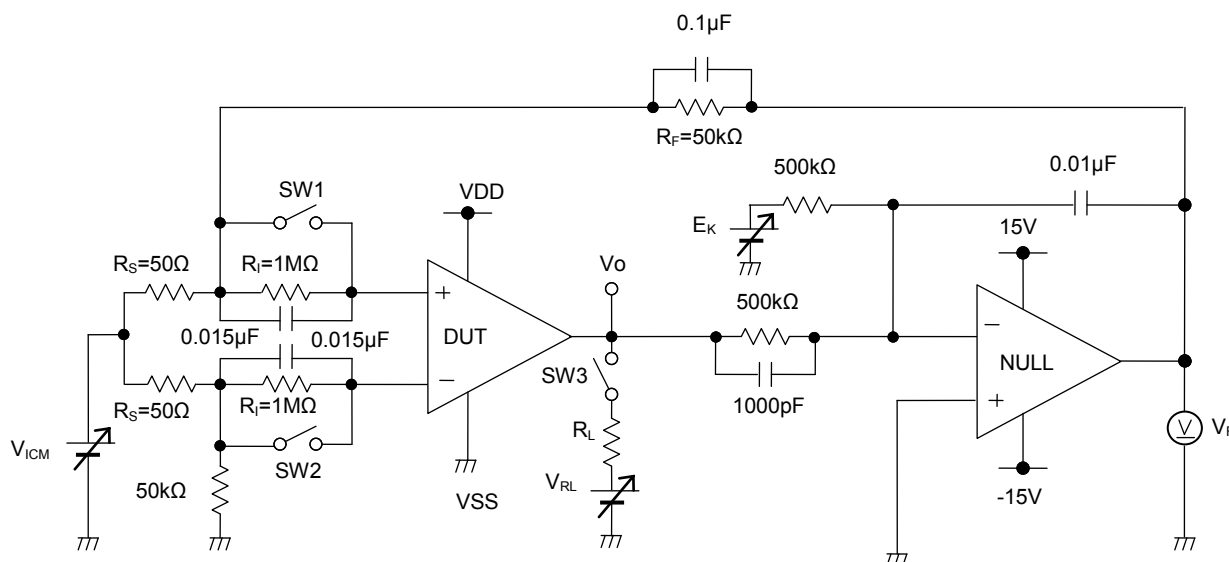 0.1µF
R_F=50kΩ
500kΩ
0.01µF
SW1
VDD
E_K
15V
R_S=50Ω
R_I=1MΩ
Vo
+
500kΩ
0.015µF
0.015µF
DUT
−
NULL
SW3
−
R_S=50Ω
R_I=1MΩ
1000pF
+
V
R_L
V_ICM
SW2
50kΩ
VSS
V_RL
-15V